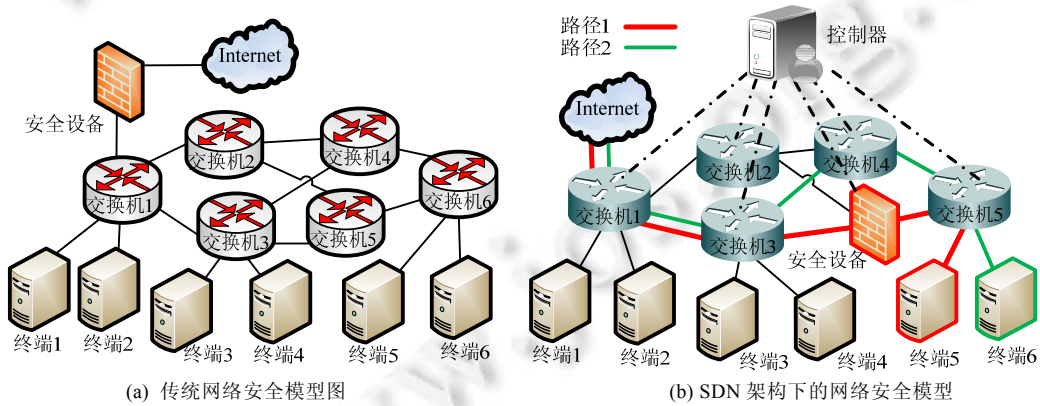 Internet
安全设备
交换机1
交换机2
交换机3
交换机4
交换机5
交换机6
终端1
终端2
终端3
终端4
终端5
终端6
(a) 传统网络安全模型图
路径1
路径2
控制器
Internet
交换机1
交换机2
交换机3
交换机4
交换机5
安全设备
终端1
终端2
终端3
终端4
终端5
终端6
(b) SDN 架构下的网络安全模型